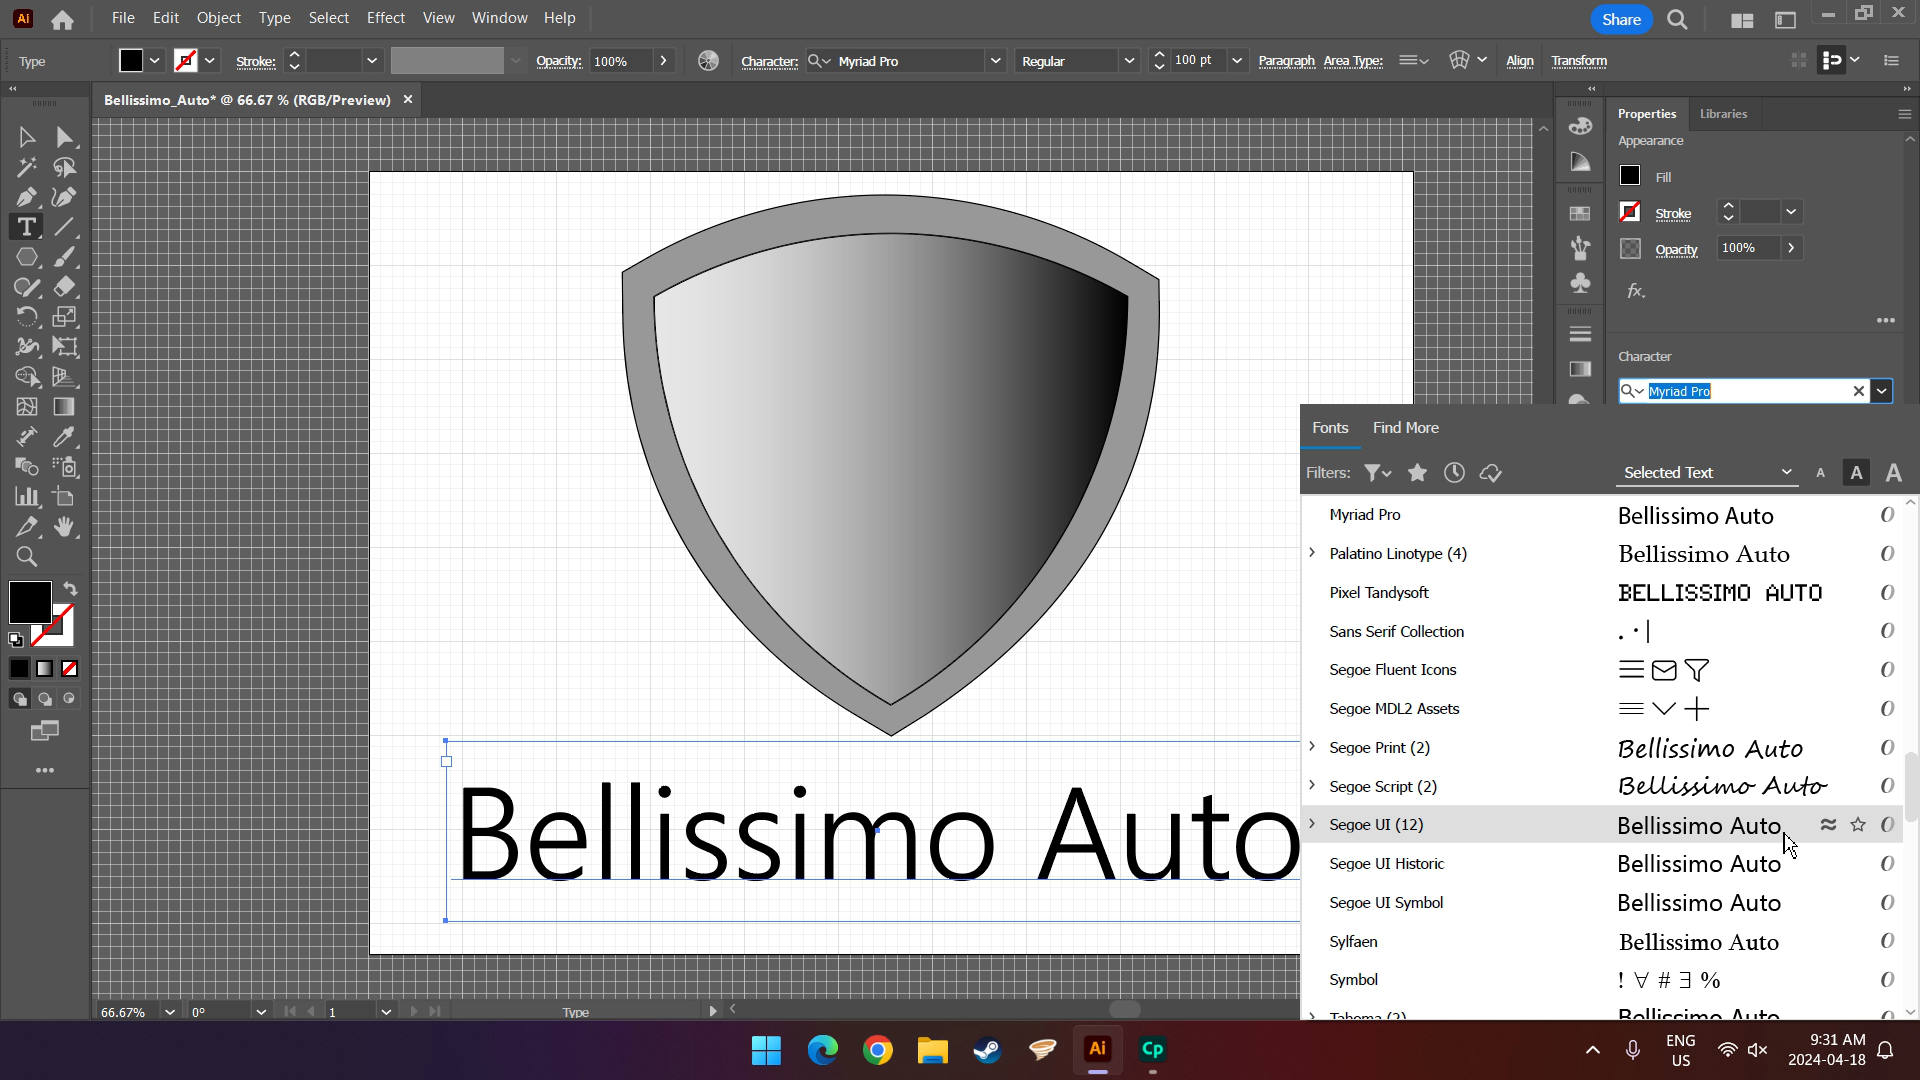 Ai File Edit Object Type Select Effect View Window Help Share
Type Stroke: Opacity: 100% Character: Myriad Pro Regular 100 pt Paragraph Area Type: Align Transform
Bellissimo_Auto* @ 66.67 % (RGB/Preview)
Properties Libraries
Appearance
Fill
Stroke
Opacity 100%
fx.
Character
Myriad Pro
Fonts Find More
Filters: Selected Text A A A
Myriad Pro Bellissimo Auto O
Palatino Linotype (4) Bellissimo Auto O
Pixel Tandysoft BELLISSIMO AUTO O
Sans Serif Collection . · | O
Segoe Fluent Icons O
Segoe MDL2 Assets O
Segoe Print (2) Bellissimo Auto O
Segoe Script (2) Bellissimo Auto O
Segoe UI (12) Bellissimo Auto O
Segoe UI Historic Bellissimo Auto O
Segoe UI Symbol Bellissimo Auto O
Sylfaen Bellissimo Auto O
Symbol ! ∀ # ∃ % O
Tahoma (2) Bellissimo Auto O
Bellissimo Auto
66.67% 0° 1 Type
Ai Cp
ENG
US
9:31 AM
2024-04-18